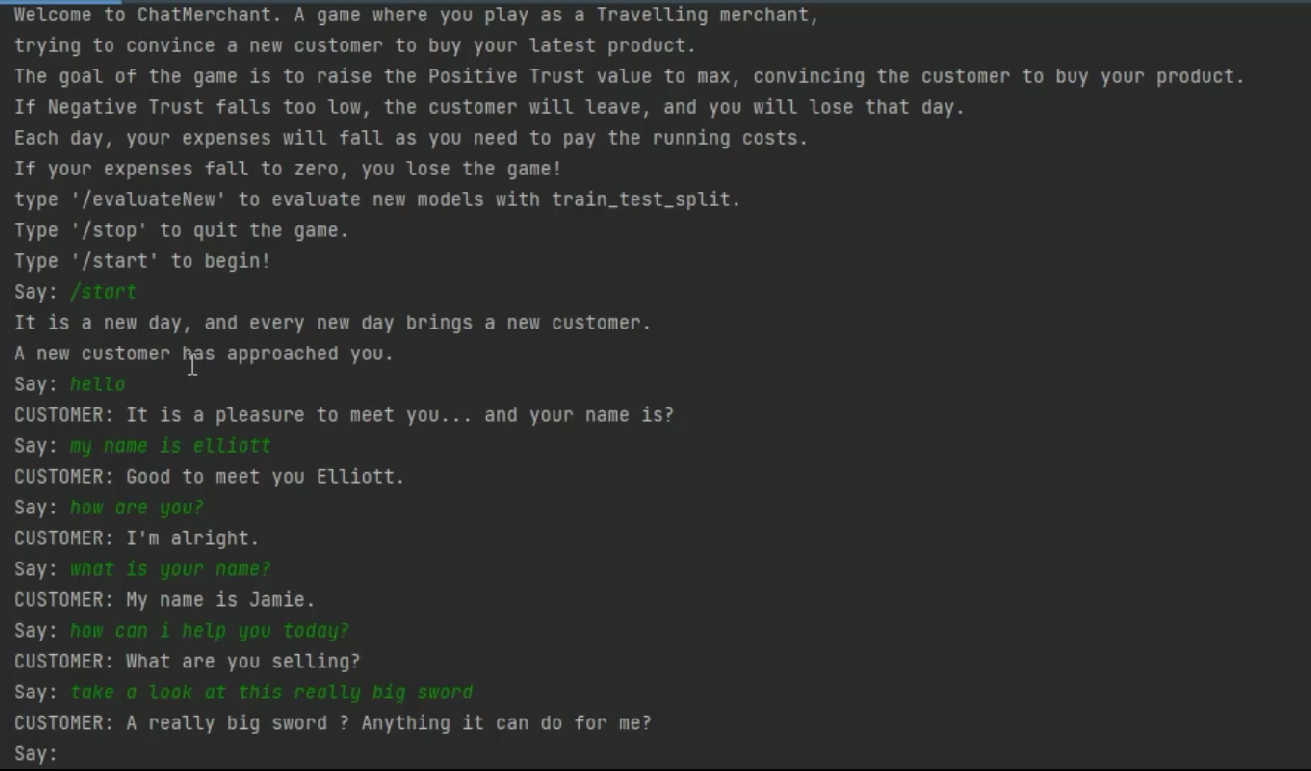 Welcome to ChatMerchant. A game where you play as a Travelling merchant,
trying to convince a new customer to buy your latest product.
The goal of the game is to raise the Positive Trust value to max, convincing the customer to buy your product.
If Negative Trust falls too low, the customer will leave, and you will lose that day.
Each day, your expenses will fall as you need to pay the running costs.
If your expenses fall to zero, you lose the game!
type '/evaluateNew' to evaluate new models with train_test_split.
Type '/stop' to quit the game.
Type '/start' to begin!
Say: /start
It is a new day, and every new day brings a new customer.
A new customer has approached you.
Say: hello
CUSTOMER: It is a pleasure to meet you... and your name is?
Say: my name is elliott
CUSTOMER: Good to meet you Elliott.
Say: how are you?
CUSTOMER: I'm alright.
Say: what is your name?
CUSTOMER: My name is Jamie.
Say: how can i help you today?
CUSTOMER: What are you selling?
Say: take a look at this really big sword
CUSTOMER: A really big sword ? Anything it can do for me?
Say: